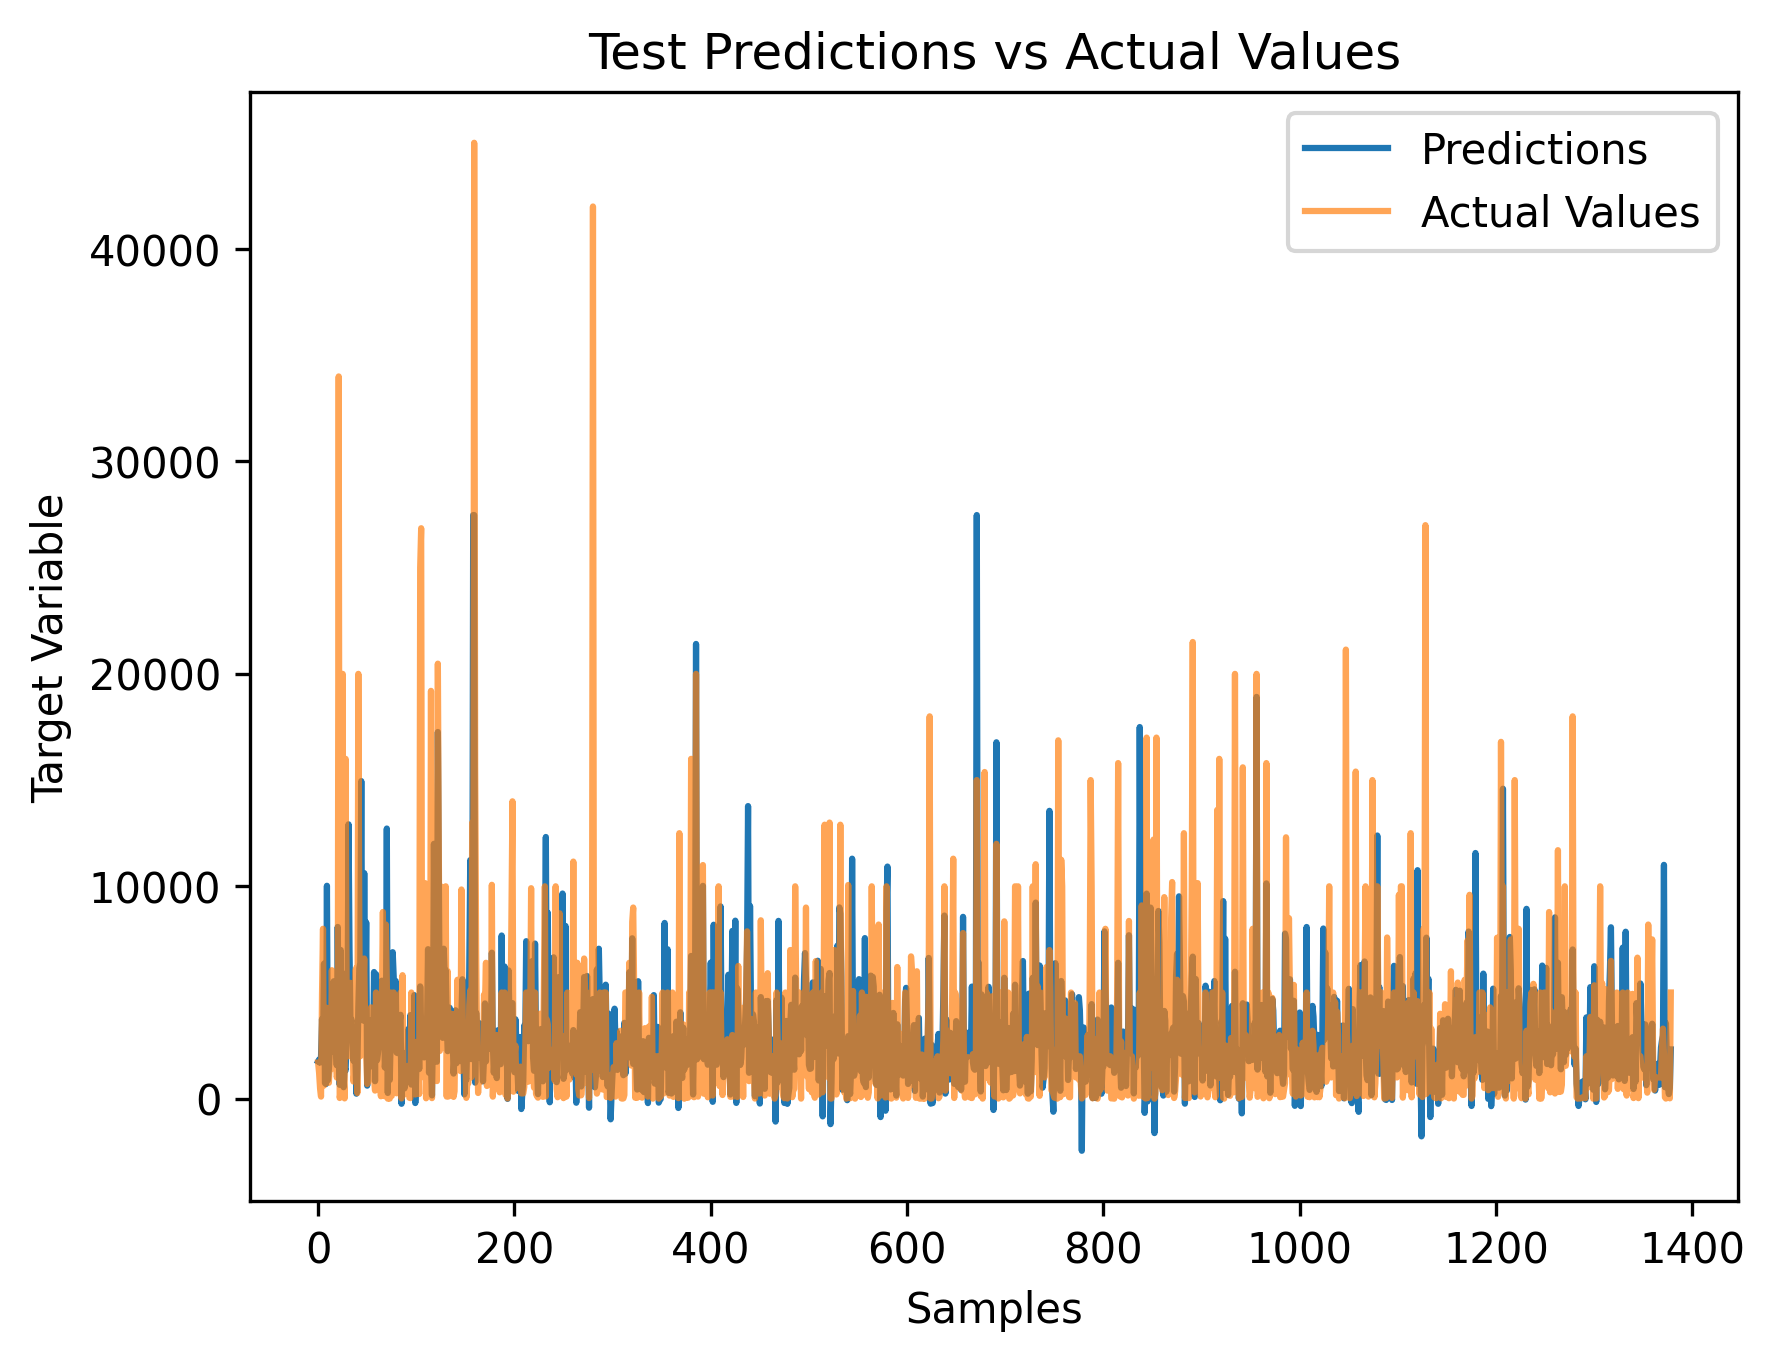 Test Predictions vs Actual Values
Predictions
Actual Values
Target Variable
40000
30000
20000
10000
0
0 200 400 600 800 1000 1200 1400
Samples